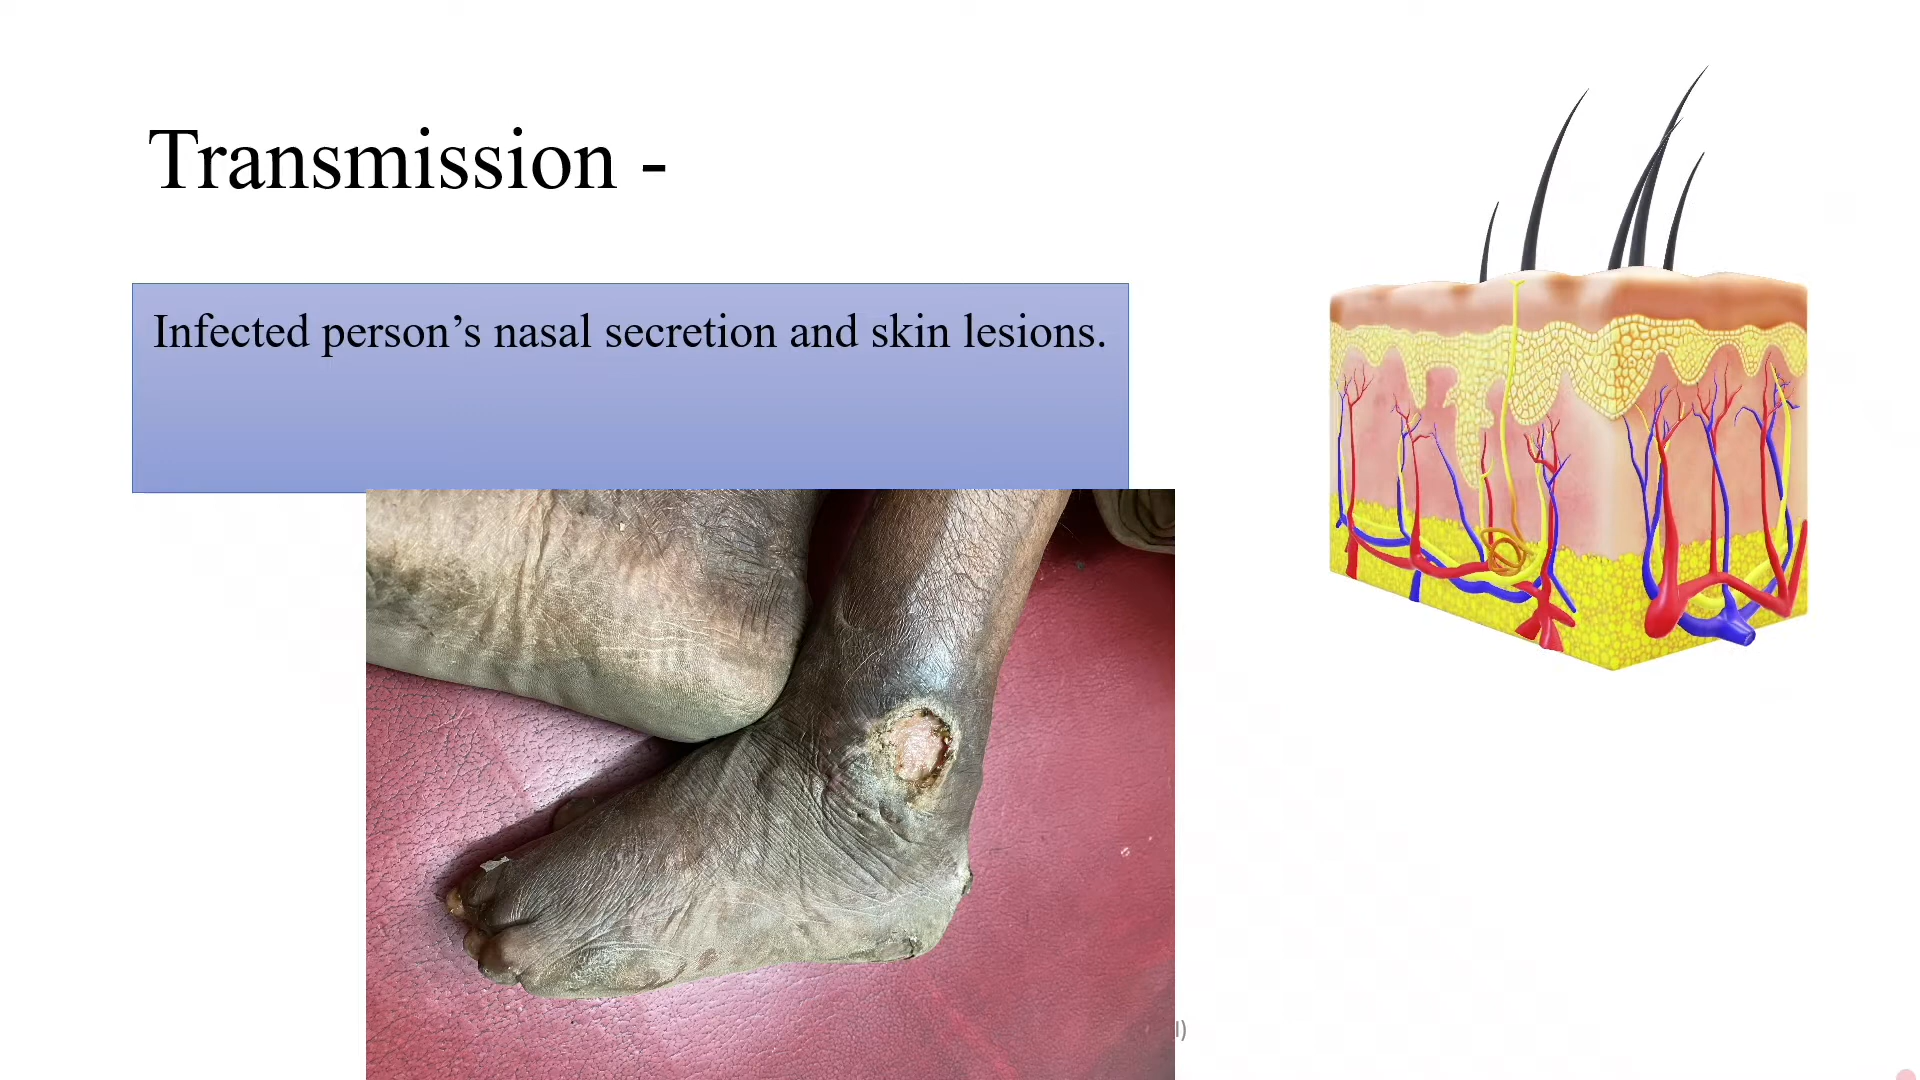 Transmission -
Infected person’s nasal secretion and skin lesions.